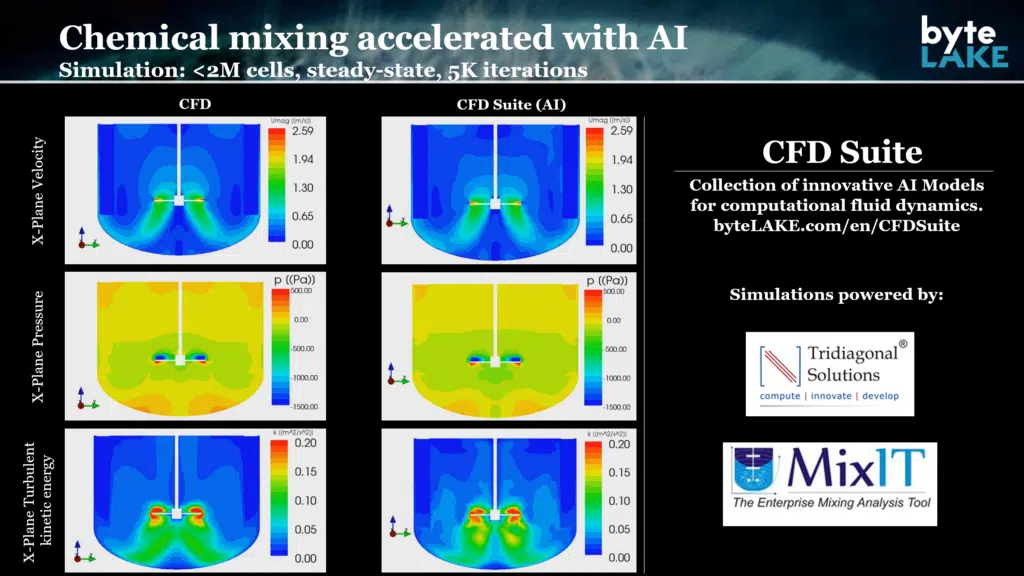 Chemical mixing accelerated with AI
Simulation: <2M cells, steady-state, 5K iterations
byte
LAKE
CFD
CFD Suite (AI)
X-Plane Velocity
Umag ((m/s))
2.59
1.94
1.30
0.65
0.00
Umag ((m/s))
2.59
1.94
1.30
0.65
0.00
X-Plane Pressure
p ((Pa))
500.00
0.00
-500.00
-1000.00
-1500.00
p ((Pa))
500.00
0.00
-500.00
-1000.00
-1500.00
X-Plane Turbulent
kinetic energy
k ((m^2/s^2))
0.20
0.15
0.10
0.05
0.00
k ((m^2/s^2))
0.20
0.15
0.10
0.05
0.00
CFD Suite
Collection of innovative AI Models
for computational fluid dynamics.
byteLAKE.com/en/CFDSuite
Simulations powered by:
Tridiagonal®
Solutions
compute | innovate | develop
MixIT
The Enterprise Mixing Analysis Tool